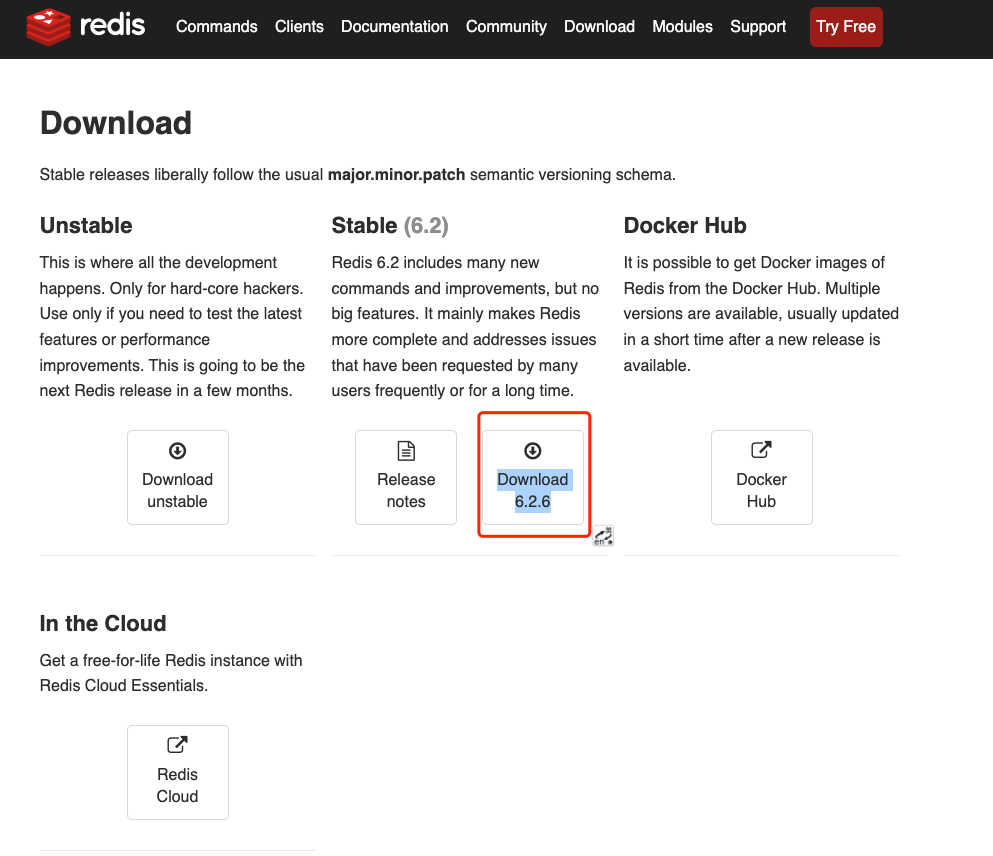 redis
Commands Clients Documentation Community Download Modules Support Try Free
Download
Stable releases liberally follow the usual major.minor.patch semantic versioning schema.
Unstable
This is where all the development
happens. Only for hard-core hackers.
Use only if you need to test the latest
features or performance
improvements. This is going to be the
next Redis release in a few months.
Download
unstable
Stable (6.2)
Redis 6.2 includes many new
commands and improvements, but no
big features. It mainly makes Redis
more complete and addresses issues
that have been requested by many
users frequently or for a long time.
Release
notes
Download
6.2.6
Docker Hub
It is possible to get Docker images of
Redis from the Docker Hub. Multiple
versions are available, usually updated
in a short time after a new release is
available.
Docker
Hub
In the Cloud
Get a free-for-life Redis instance with
Redis Cloud Essentials.
Redis
Cloud